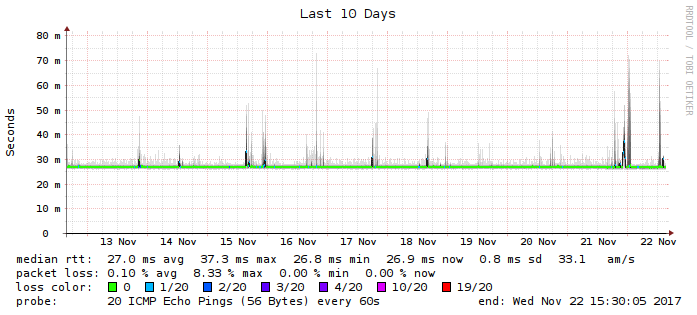 Last 10 Days
RRDTOOL / TOBI OETIKER
Seconds
80 m
70 m
60 m
50 m
40 m
30 m
20 m
10 m
0
13 Nov 14 Nov 15 Nov 16 Nov 17 Nov 18 Nov 19 Nov 20 Nov 21 Nov 22 Nov
median rtt: 27.0 ms avg 37.3 ms max 26.8 ms min 26.9 ms now 0.8 ms sd 33.1 am/s
packet loss: 0.10 % avg 8.33 % max 0.00 % min 0.00 % now
loss color: 0 1/20 2/20 3/20 4/20 10/20 19/20
probe: 20 ICMP Echo Pings (56 Bytes) every 60s end: Wed Nov 22 15:30:05 2017